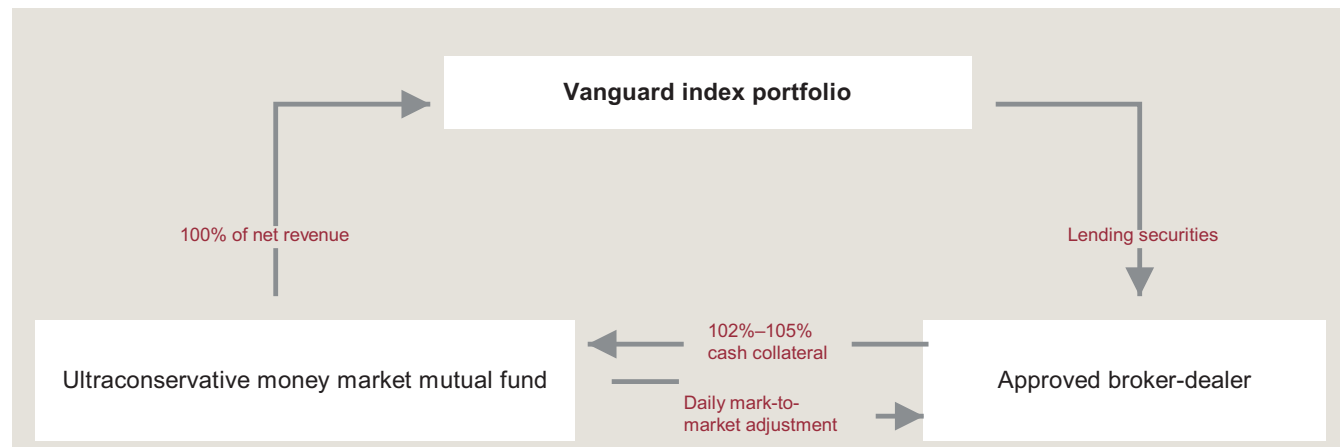 Vanguard index portfolio
100% of net revenue
Lending securities
102%–105%
cash collateral
Ultraconservative money market mutual fund
Approved broker-dealer
Daily mark-to-
market adjustment